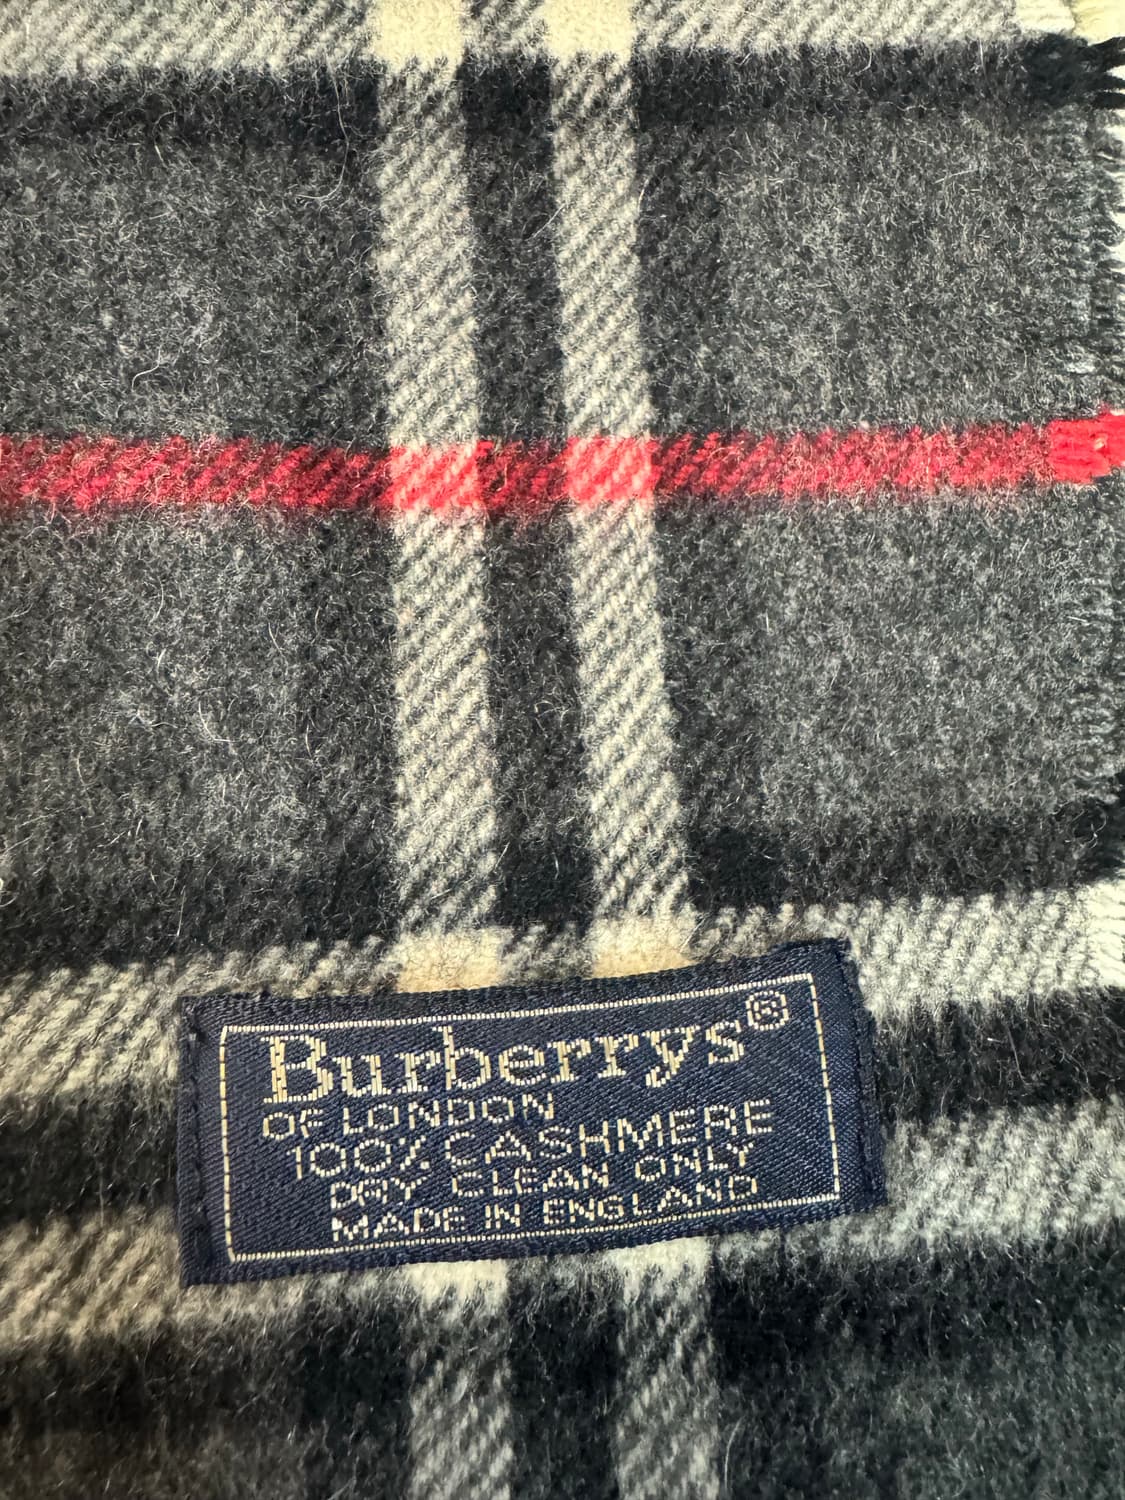 Burberrys®
OF LONDON
100% CASHMERE
DRY CLEAN ONLY
MADE IN ENGLAND